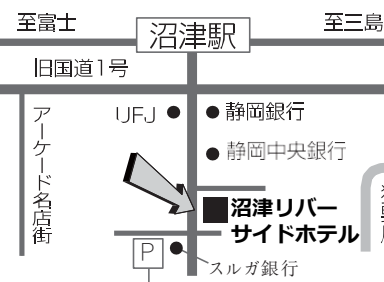 至富士
沼津駅
至三島
旧国道1号
UFJ
静岡銀行
静岡中央銀行
アーケード名店街
沼津リバー
サイドホテル
P
スルガ銀行